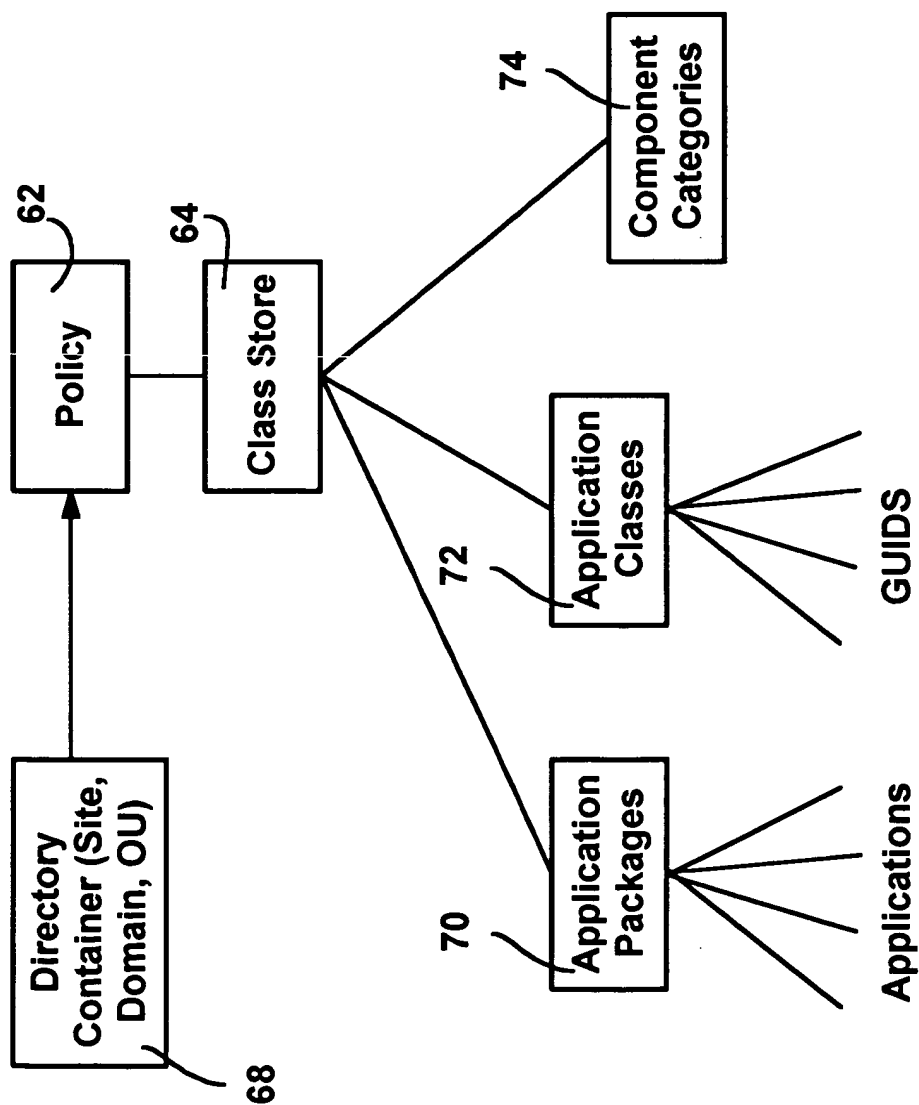 Directory
Container (Site,
Domain, OU)
68
Policy
62
Class Store
64
Application
Packages
70
Application
Classes
72
Component
Categories
74
Applications
GUIDS